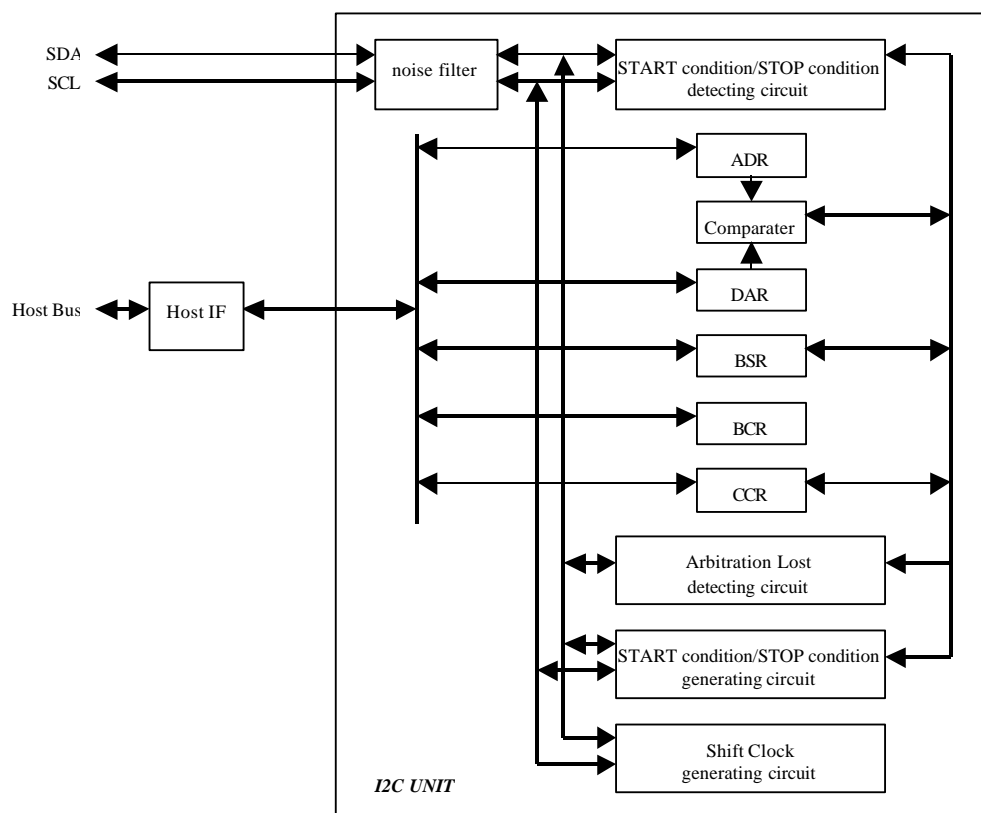 SDA
SCL
noise filter
START condition/STOP condition
detecting circuit
ADR
Comparater
DAR
Host Bus
Host IF
BSR
BCR
CCR
Arbitration Lost
detecting circuit
START condition/STOP condition
generating circuit
Shift Clock
generating circuit
I2C UNIT